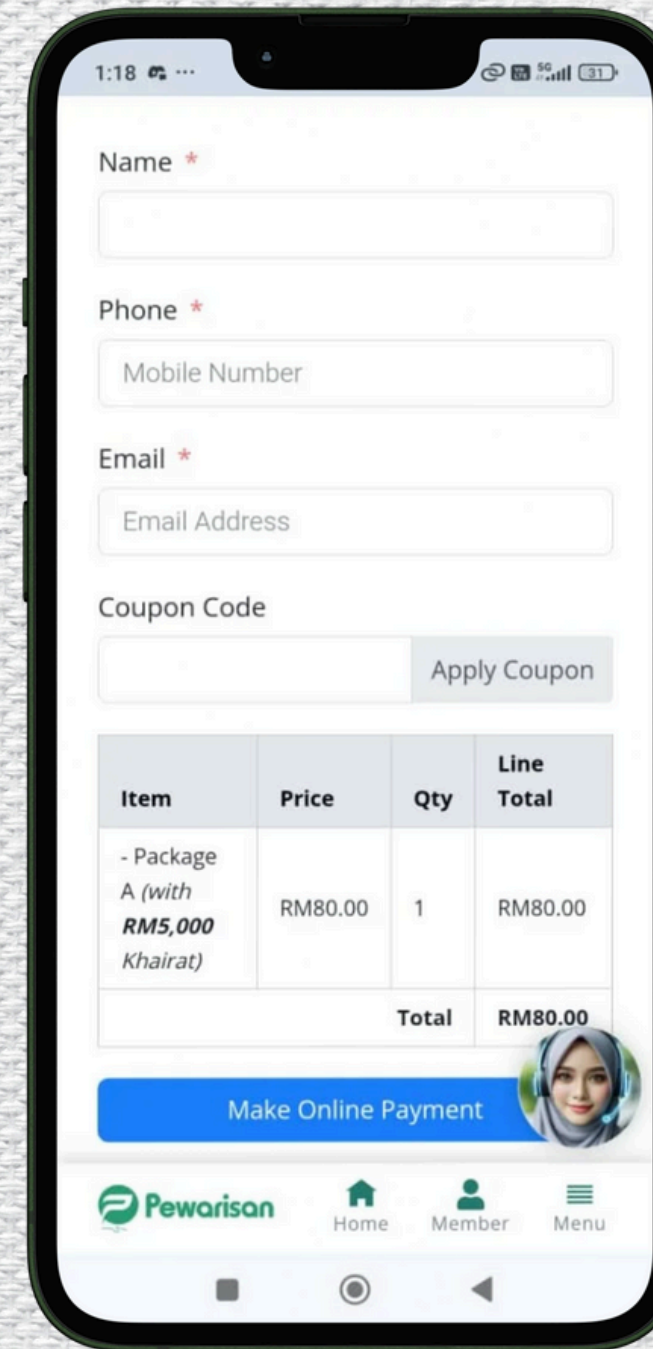 1:18 ...
5G 31
Name *
Phone *
Mobile Number
Email *
Email Address
Coupon Code
Apply Coupon
Item Price Qty Line Total
- Package A (with RM5,000 Khairat) RM80.00 1 RM80.00
Total RM80.00
Make Online Payment
Pewarisan
Home Member Menu